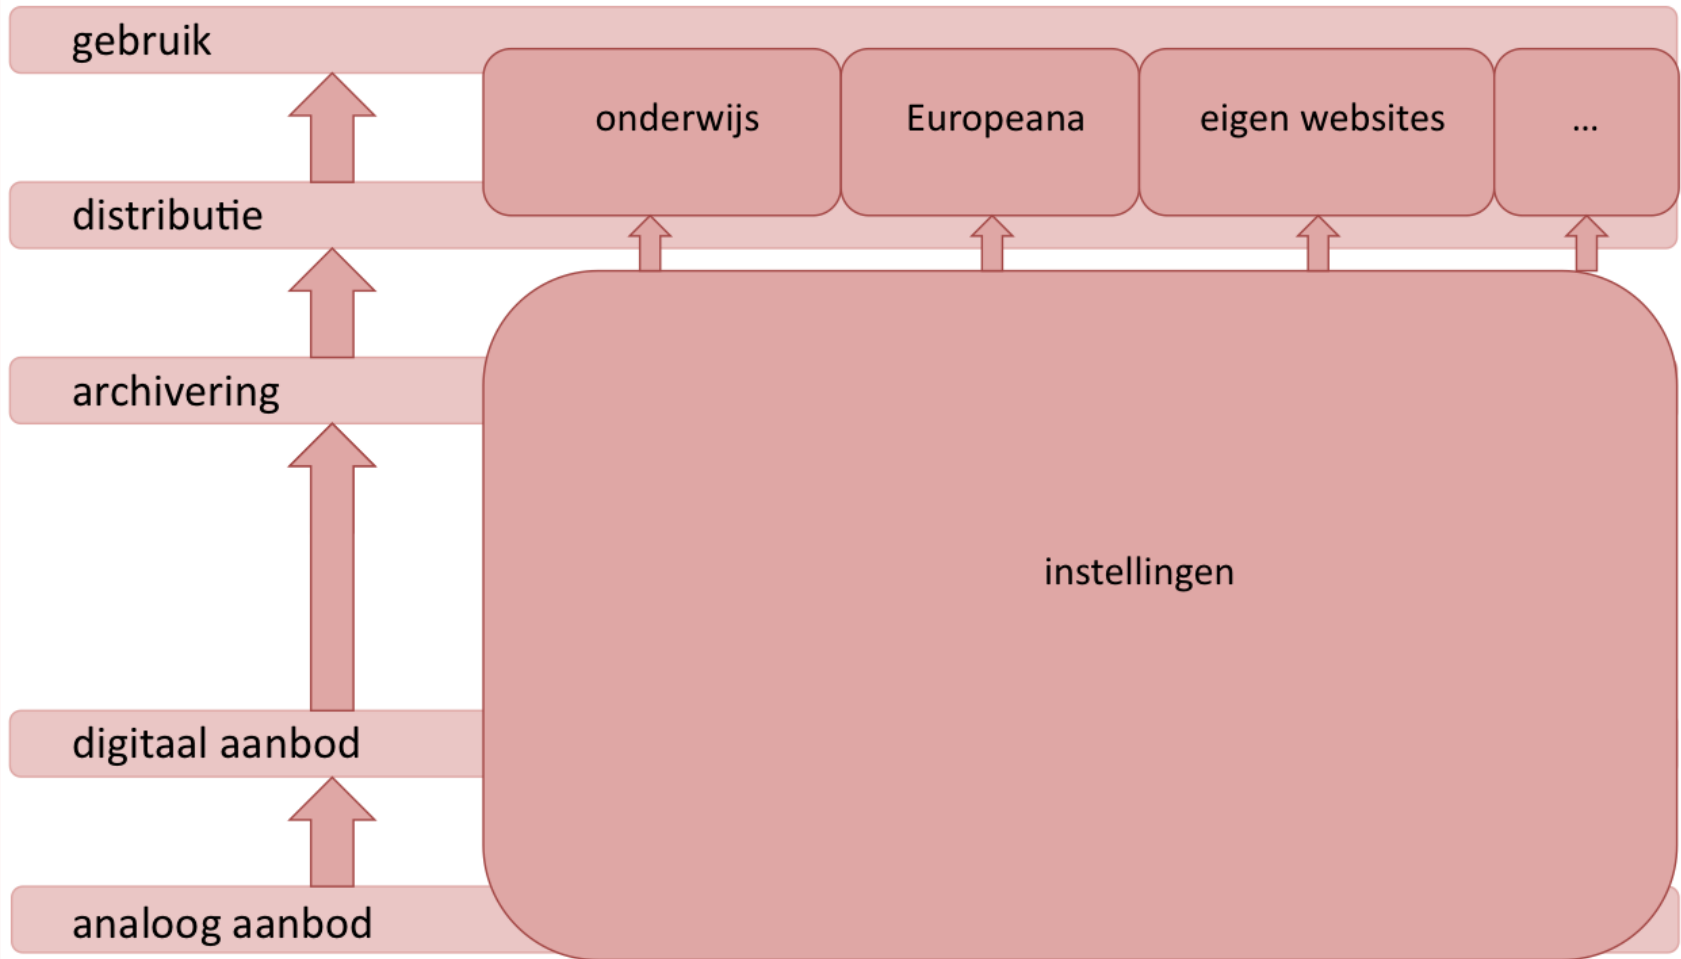 gebruik
onderwijs
Europeana
eigen websites
...
distributie
archivering
instellingen
digitaal aanbod
analoog aanbod